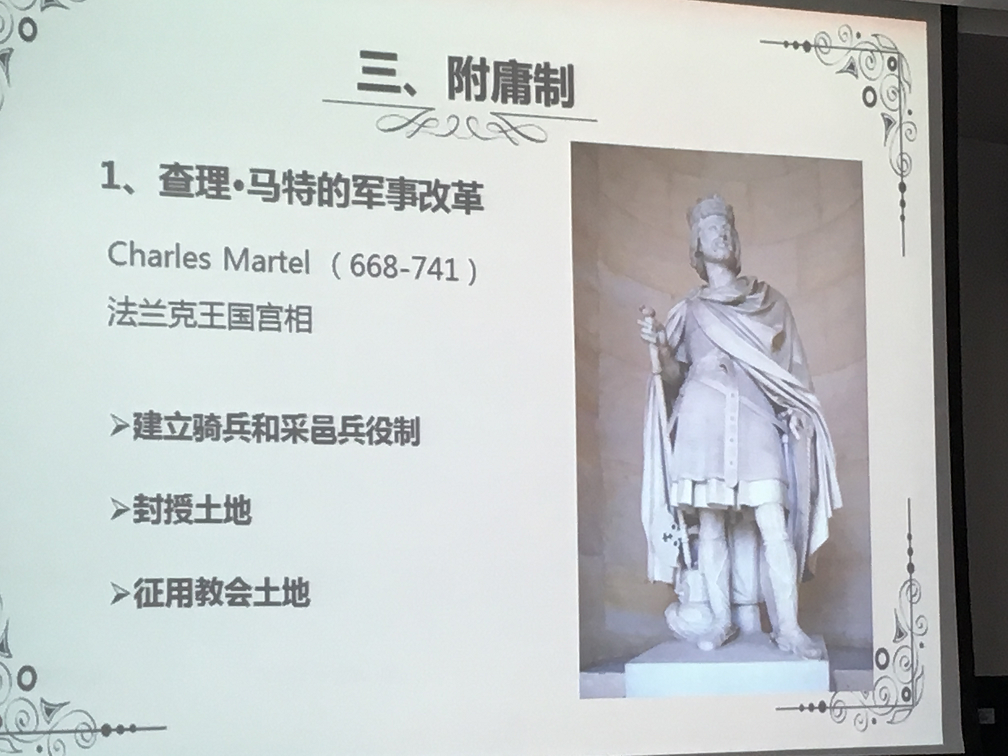 三、附庸制
1、查理•马特的军事改革
Charles Martel （668-741）
法兰克王国宫相
➢建立骑兵和采邑兵役制
➢封授土地
➢征用教会土地